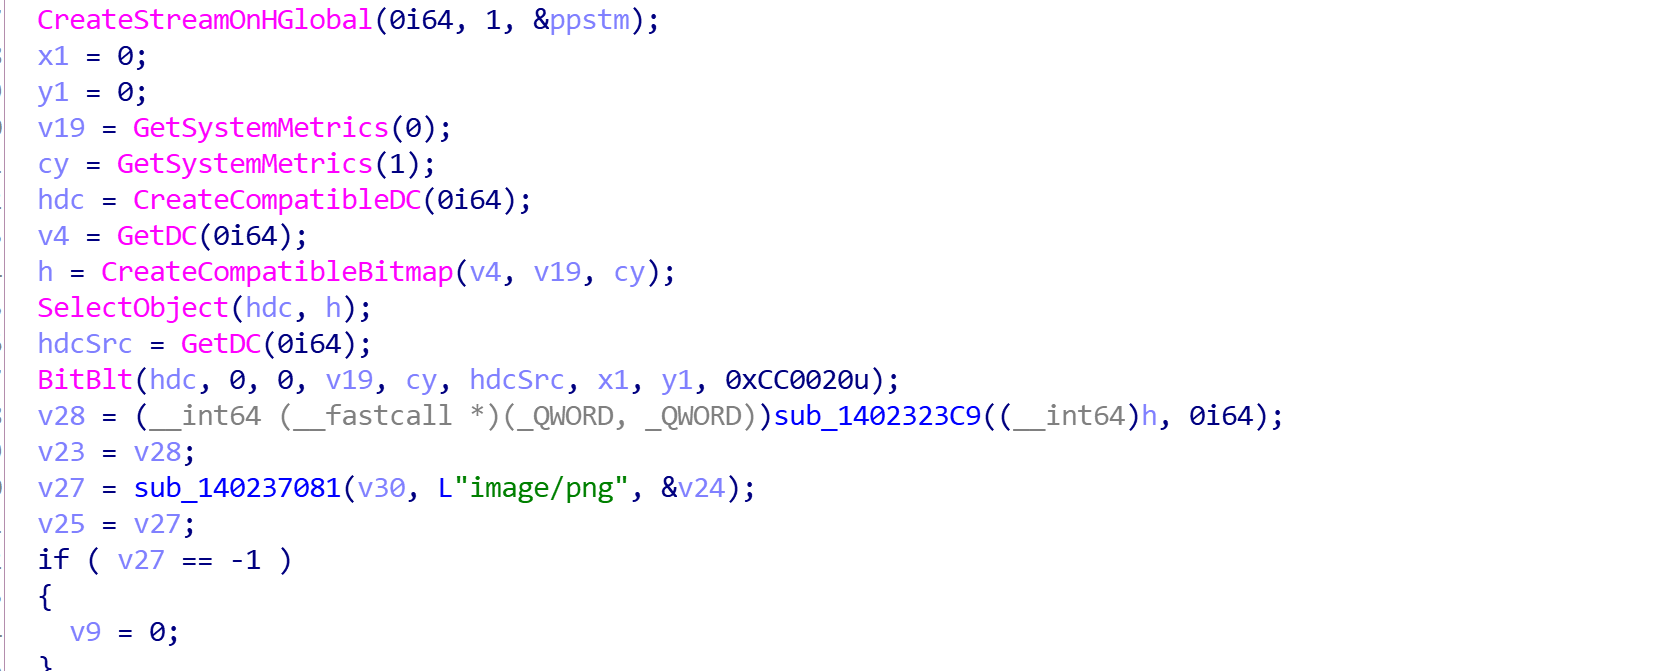 CreateStreamOnHGlobal(0i64, 1, &ppstm);
x1 = 0;
y1 = 0;
v19 = GetSystemMetrics(0);
cy = GetSystemMetrics(1);
hdc = CreateCompatibleDC(0i64);
v4 = GetDC(0i64);
h = CreateCompatibleBitmap(v4, v19, cy);
SelectObject(hdc, h);
hdcSrc = GetDC(0i64);
BitBlt(hdc, 0, 0, v19, cy, hdcSrc, x1, y1, 0xCC0020u);
v28 = (__int64 (__fastcall *)(_QWORD, _QWORD))sub_1402323C9((__int64)h, 0i64);
v23 = v28;
v27 = sub_140237081(v30, L"image/png", &v24);
v25 = v27;
if ( v27 == -1 )
{
  v9 = 0;
}